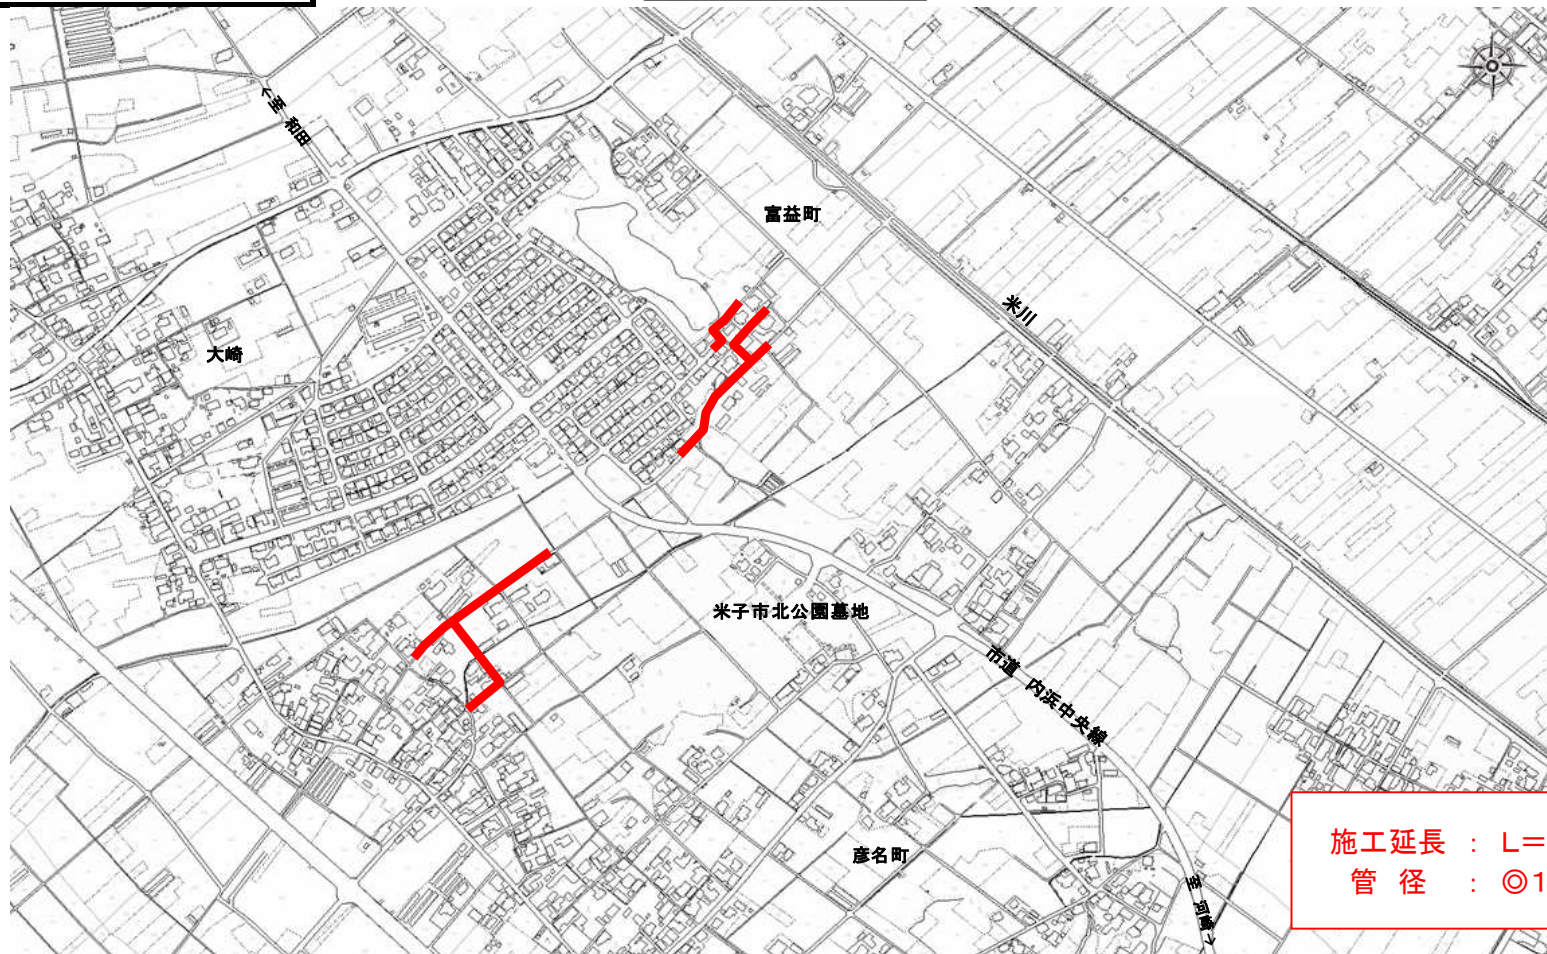 ←至 和田
富益町
米川
大崎
米子市北公園墓地
市道 内浜中央線
彦名町
至 河崎→
施工延長 : L=
管 径 : ◎1